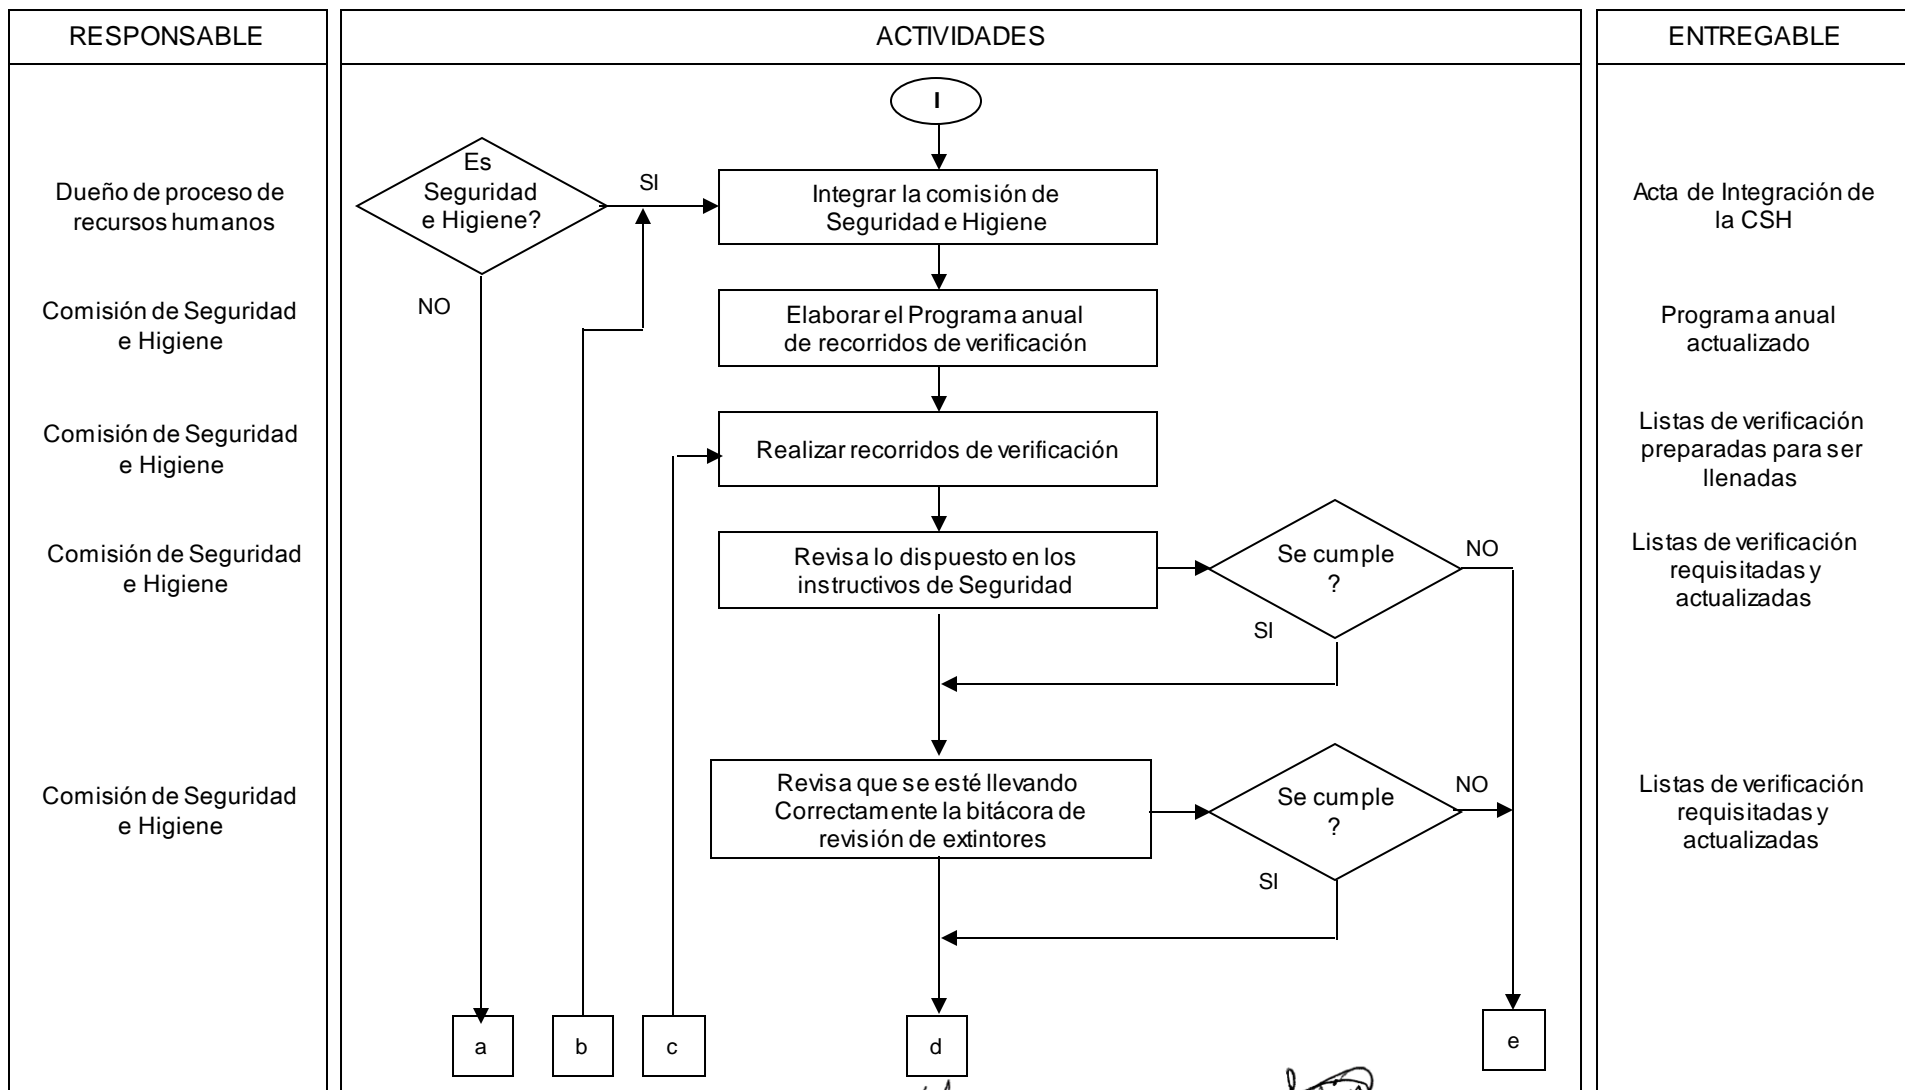 RESPONSABLE
ACTIVIDADES
ENTREGABLE
I
Dueño de proceso de
recursos humanos
Es
Seguridad
e Higiene?
SI
NO
Integrar la comisión de
Seguridad e Higiene
Acta de Integración de
la CSH
Comisión de Seguridad
e Higiene
Elaborar el Programa anual
de recorridos de verificación
Programa anual
actualizado
Comisión de Seguridad
e Higiene
Realizar recorridos de verificación
Listas de verificación
preparadas para ser
llenadas
Comisión de Seguridad
e Higiene
Revisa lo dispuesto en los
instructivos de Seguridad
Se cumple
?
NO
SI
Listas de verificación
requisitadas y
actualizadas
Comisión de Seguridad
e Higiene
Revisa que se esté llevando
Correctamente la bitácora de
revisión de extintores
Se cumple
?
NO
SI
Listas de verificación
requisitadas y
actualizadas
a
b
c
d
e